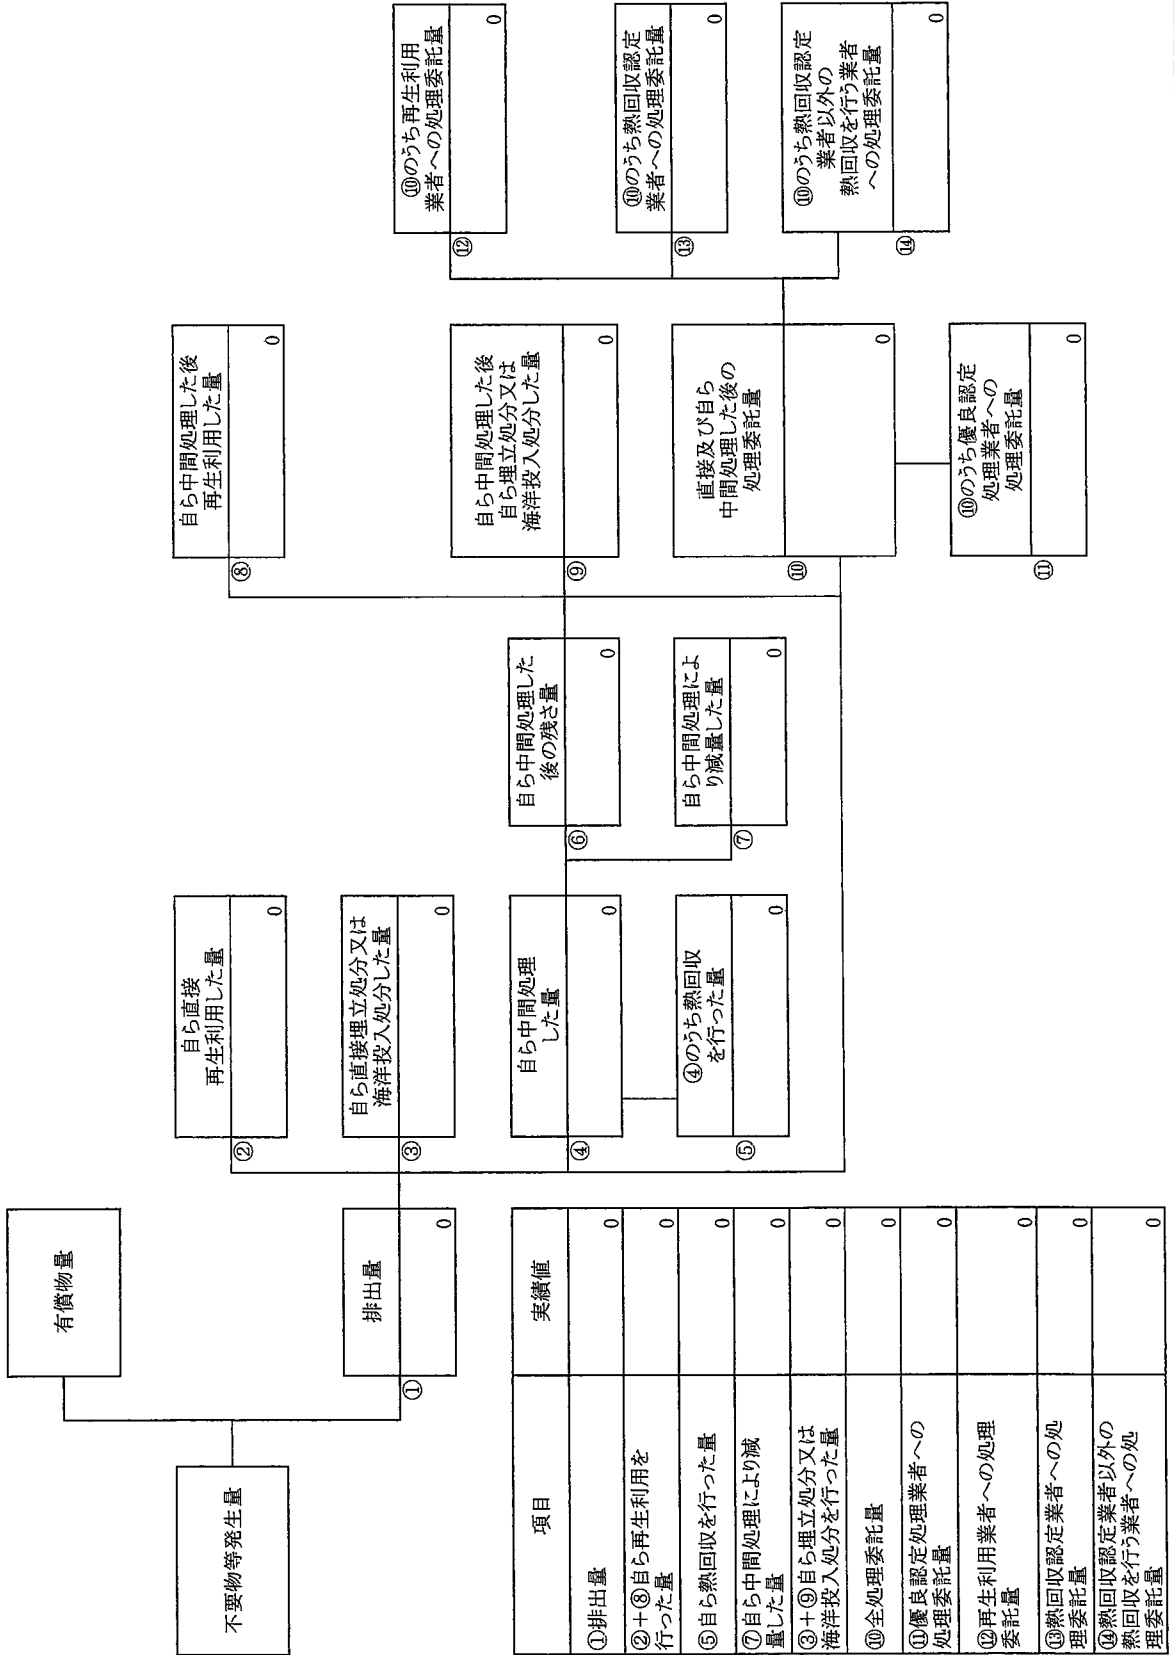 不要物等発生量
有償物量
①
排出量
0
②
自ら直接
再生利用した量
0
③
自ら直接埋立処分又は
海洋投入処分した量
0
④
自ら中間処理
した量
0
⑤
④のうち熱回収
を行った量
0
⑥
自ら中間処理した
後の残さ量
0
⑦
自ら中間処理によ
り減量した量
0
⑧
自ら中間処理した後
再生利用した量
0
⑨
自ら中間処理した後
自ら埋立処分又は
海洋投入処分した量
0
⑩
直接及び自ら
中間処理した後の
処理委託量
0
⑪
⑩のうち優良認定
処理業者への
処理委託量
0
⑫
⑩のうち再生利用
業者への処理委託量
0
⑬
⑩のうち熱回収認定
業者への処理委託量
0
⑭
⑩のうち熱回収認定
業者以外の
熱回収を行う業者
への処理委託量
0
項目 実績値
①排出量 0
②+⑧自ら再生利用を
行った量 0
⑤自ら熱回収を行った量 0
⑦自ら中間処理により減
量した量 0
③+⑨自ら埋立処分又は
海洋投入処分を行った量 0
⑩全処理委託量 0
⑪優良認定処理業者への
処理委託量 0
⑫再生利用業者への処理
委託量 0
⑬熱回収認定業者への処
理委託量 0
⑭熱回収認定業者以外の
熱回収を行う業者への処
理委託量 0